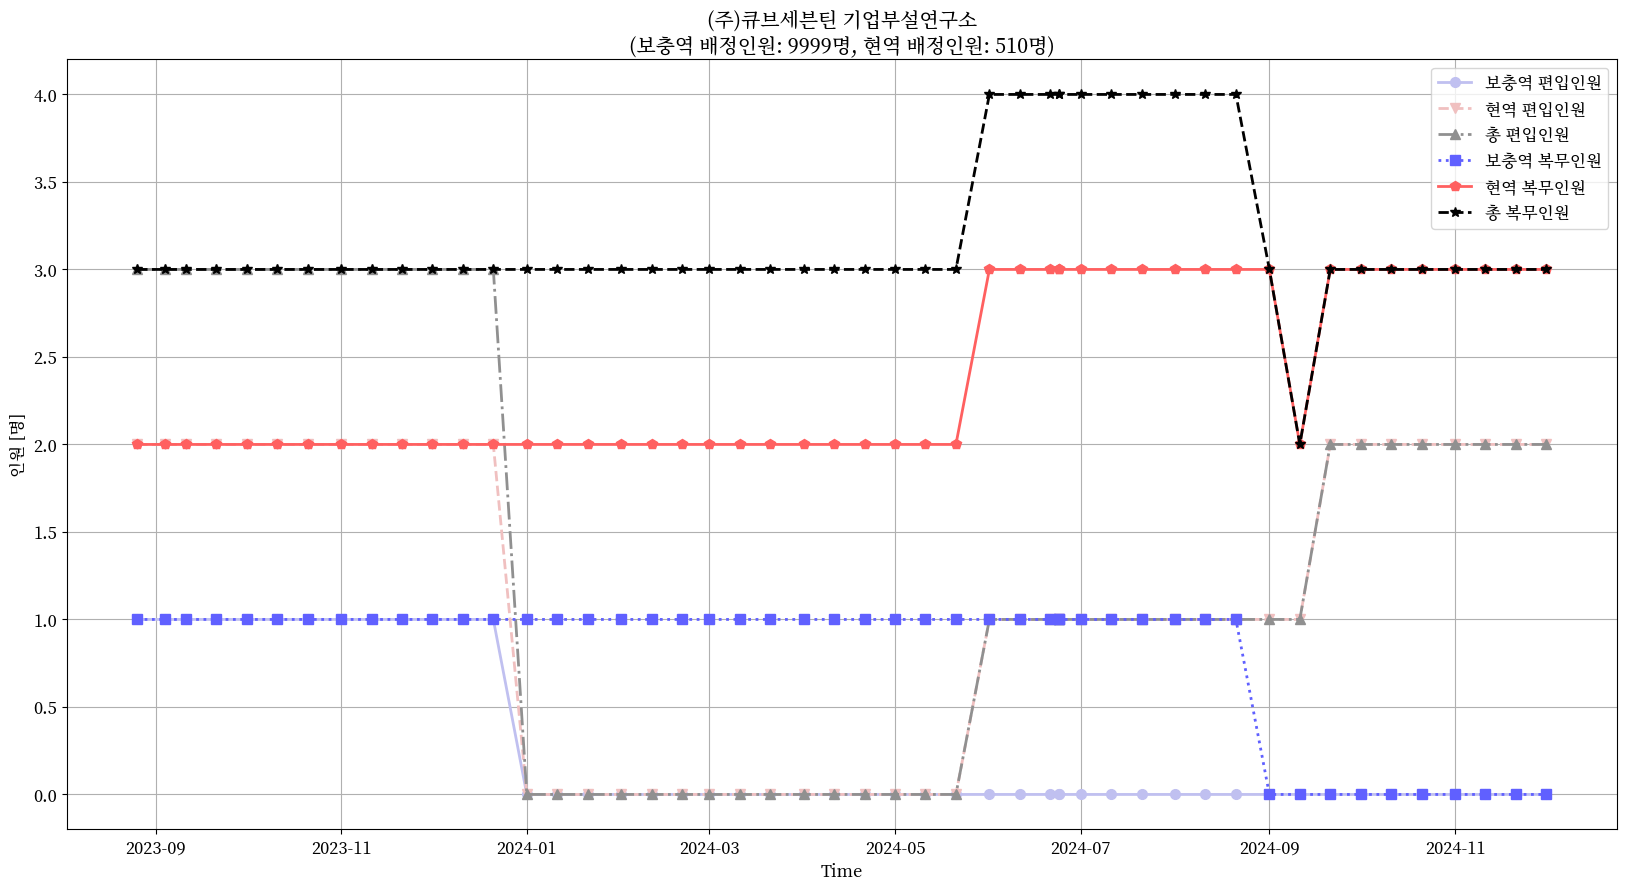 (주)큐브세븐틴 기업부설연구소
(보충역 배정인원: 9999명, 현역 배정인원: 510명)
보충역 편입인원
현역 편입인원
총 편입인원
보충역 복무인원
현역 복무인원
총 복무인원
4.0
3.5
3.0
2.5
2.0
1.5
1.0
0.5
0.0
인원 [명]
2023-09
2023-11
2024-01
2024-03
2024-05
2024-07
2024-09
2024-11
Time